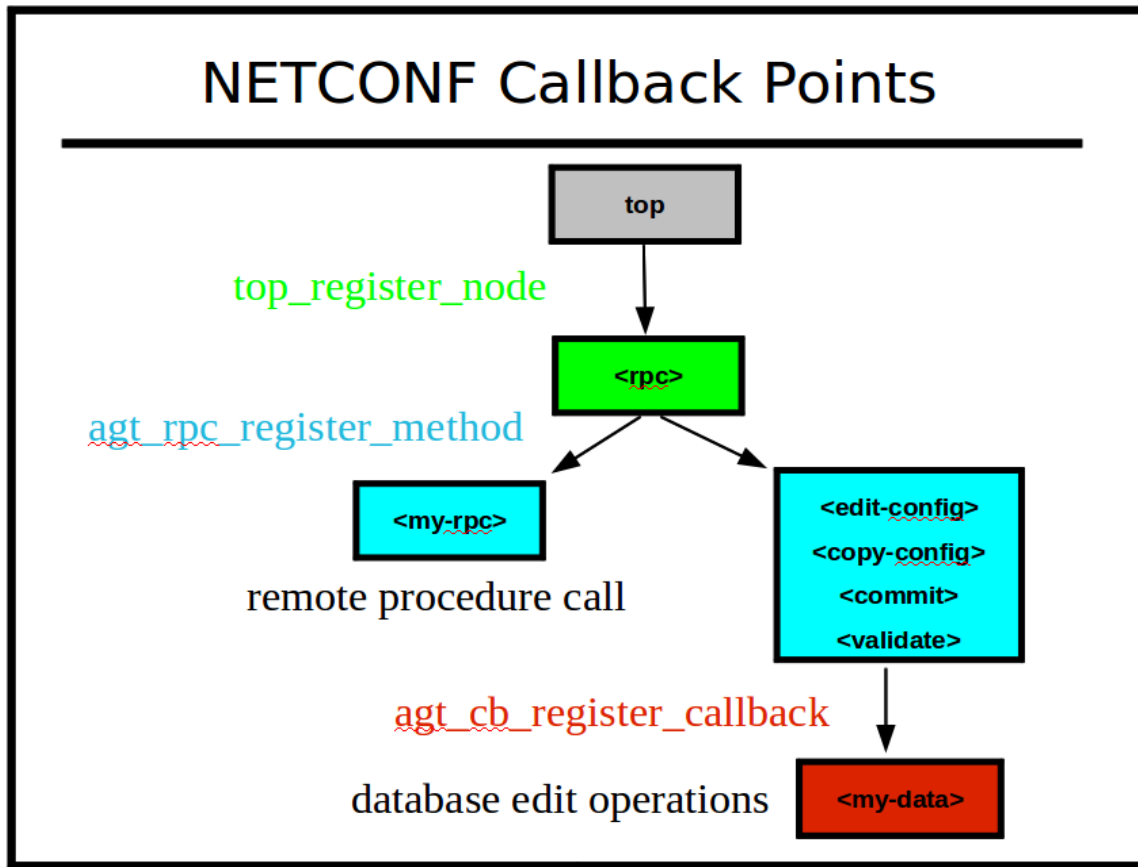 NETCONF Callback Points
top
top_register_node
<rpc>
agt_rpc_register_method
<my-rpc>
remote procedure call
<edit-config>
<copy-config>
<commit>
<validate>
agt_cb_register_callback
database edit operations
<my-data>